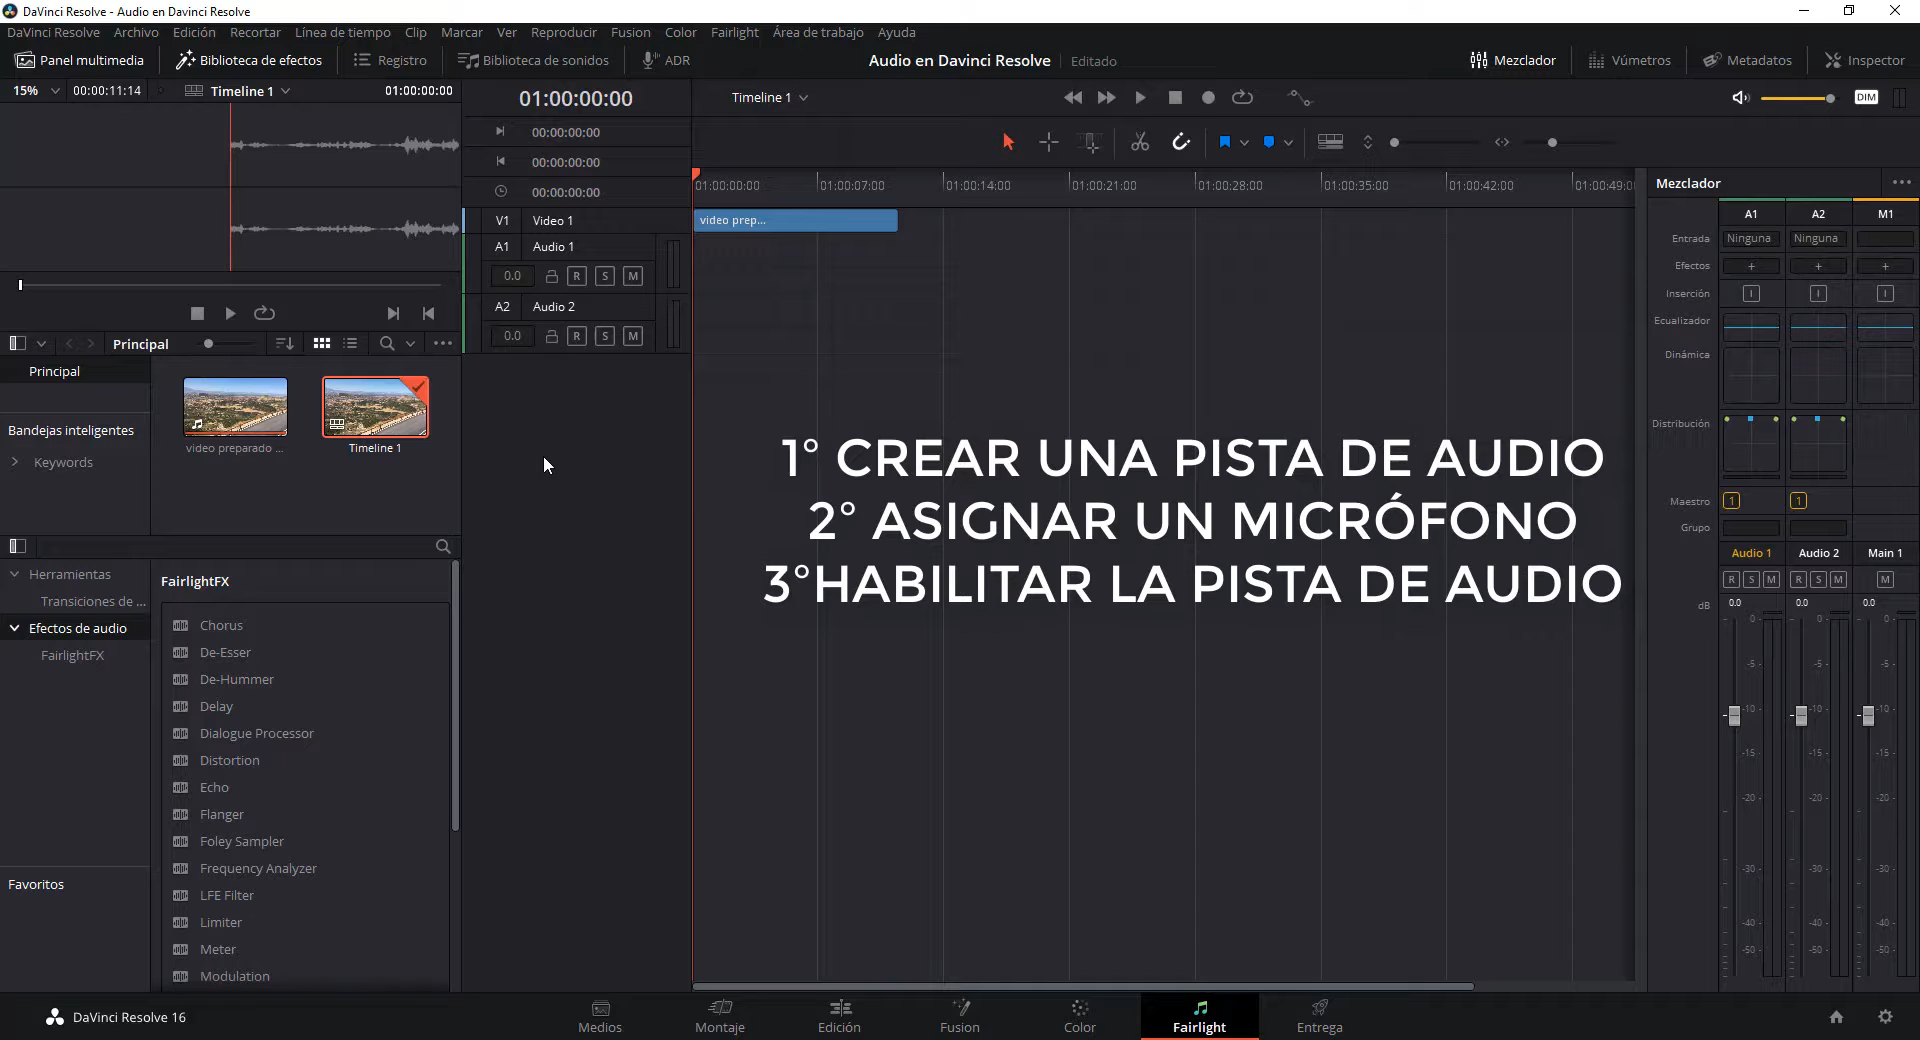 DaVinci Resolve - Audio en Davinci Resolve
DaVinci Resolve Archivo Edición Recortar Línea de tiempo Clip Marcar Ver Reproducir Fusion Color Fairlight Área de trabajo Ayuda
Panel multimedia Biblioteca de efectos Registro Biblioteca de sonidos ADR Audio en Davinci Resolve Editado Mezclador Vúmetros Metadatos Inspector
15% 00:00:11:14 Timeline 1 01:00:00:00
01:00:00:00
Timeline 1
DIM
00:00:00:00
00:00:00:00
00:00:00:00
01:00:00:00 01:00:07:00 01:00:14:00 01:00:21:00 01:00:28:00 01:00:35:00 01:00:42:00 01:00:49:0
V1 Video 1
video prep...
A1 Audio 1
0.0 R S M
A2 Audio 2
0.0 R S M
Principal
Principal
Bandejas inteligentes
Keywords
video preparado ...
Timeline 1
1° CREAR UNA PISTA DE AUDIO
2° ASIGNAR UN MICRÓFONO
3°HABILITAR LA PISTA DE AUDIO
Herramientas
Transiciones de ...
Efectos de audio
FairlightFX
Favoritos
FairlightFX
Chorus
De-Esser
De-Hummer
Delay
Dialogue Processor
Distortion
Echo
Flanger
Foley Sampler
Frequency Analyzer
LFE Filter
Limiter
Meter
Modulation
Mezclador
A1 A2 M1
Entrada Ninguna Ninguna
Efectos + + +
Inserción I I I
Ecualizador
Dinámica
Distribución
Maestro 1 1
Grupo
Audio 1 Audio 2 Main 1
R S M R S M M
dB 0.0 0.0 0.0
0 0 0 0
-5 -5 -5
-10 -10 -10
-15 -15 -15
-20 -20 -20
-30 -30 -30
-40 -40 -40
-50 -50 -50
DaVinci Resolve 16
Medios Montaje Edición Fusion Color Fairlight Entrega